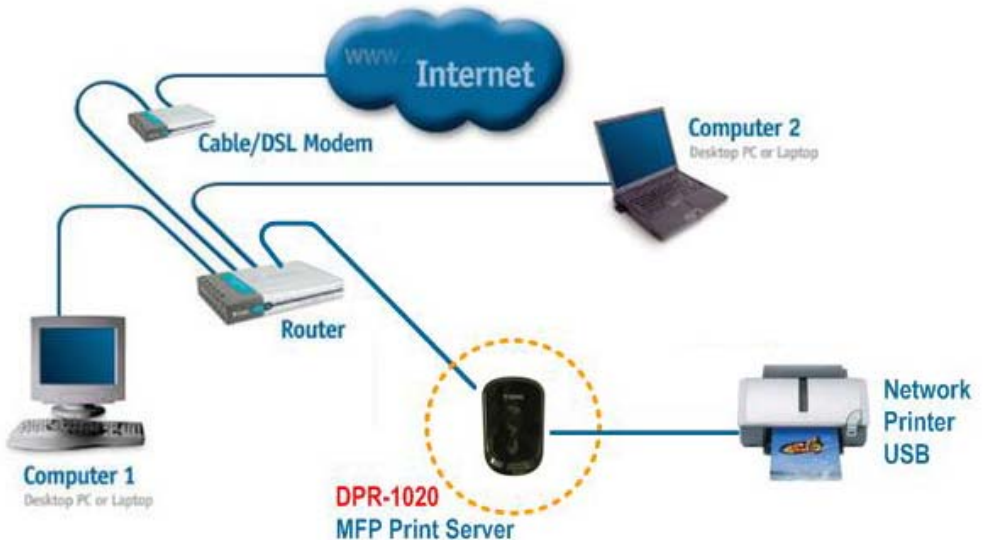 www
Internet
Cable/DSL Modem
Computer 2
Desktop PC or Laptop
Router
Computer 1
Desktop PC or Laptop
DPR-1020
MFP Print Server
Network
Printer
USB